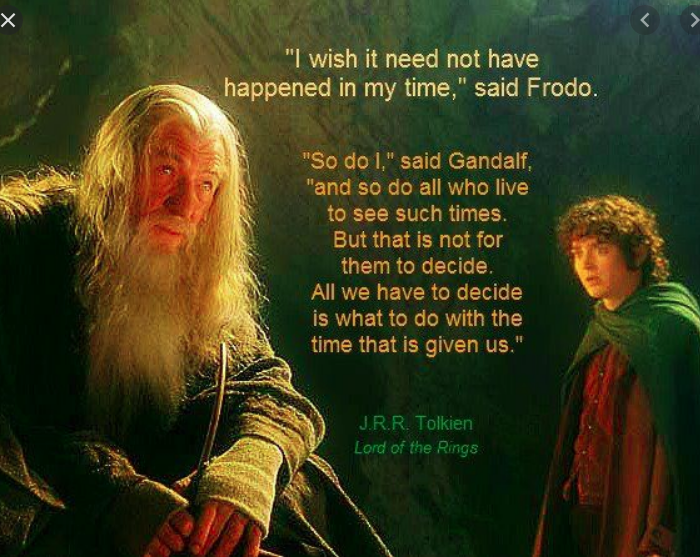 "I wish it need not have
happened in my time," said Frodo.
"So do I," said Gandalf,
"and so do all who live
to see such times.
But that is not for
them to decide.
All we have to decide
is what to do with the
time that is given us."
J.R.R. Tolkien
Lord of the Rings